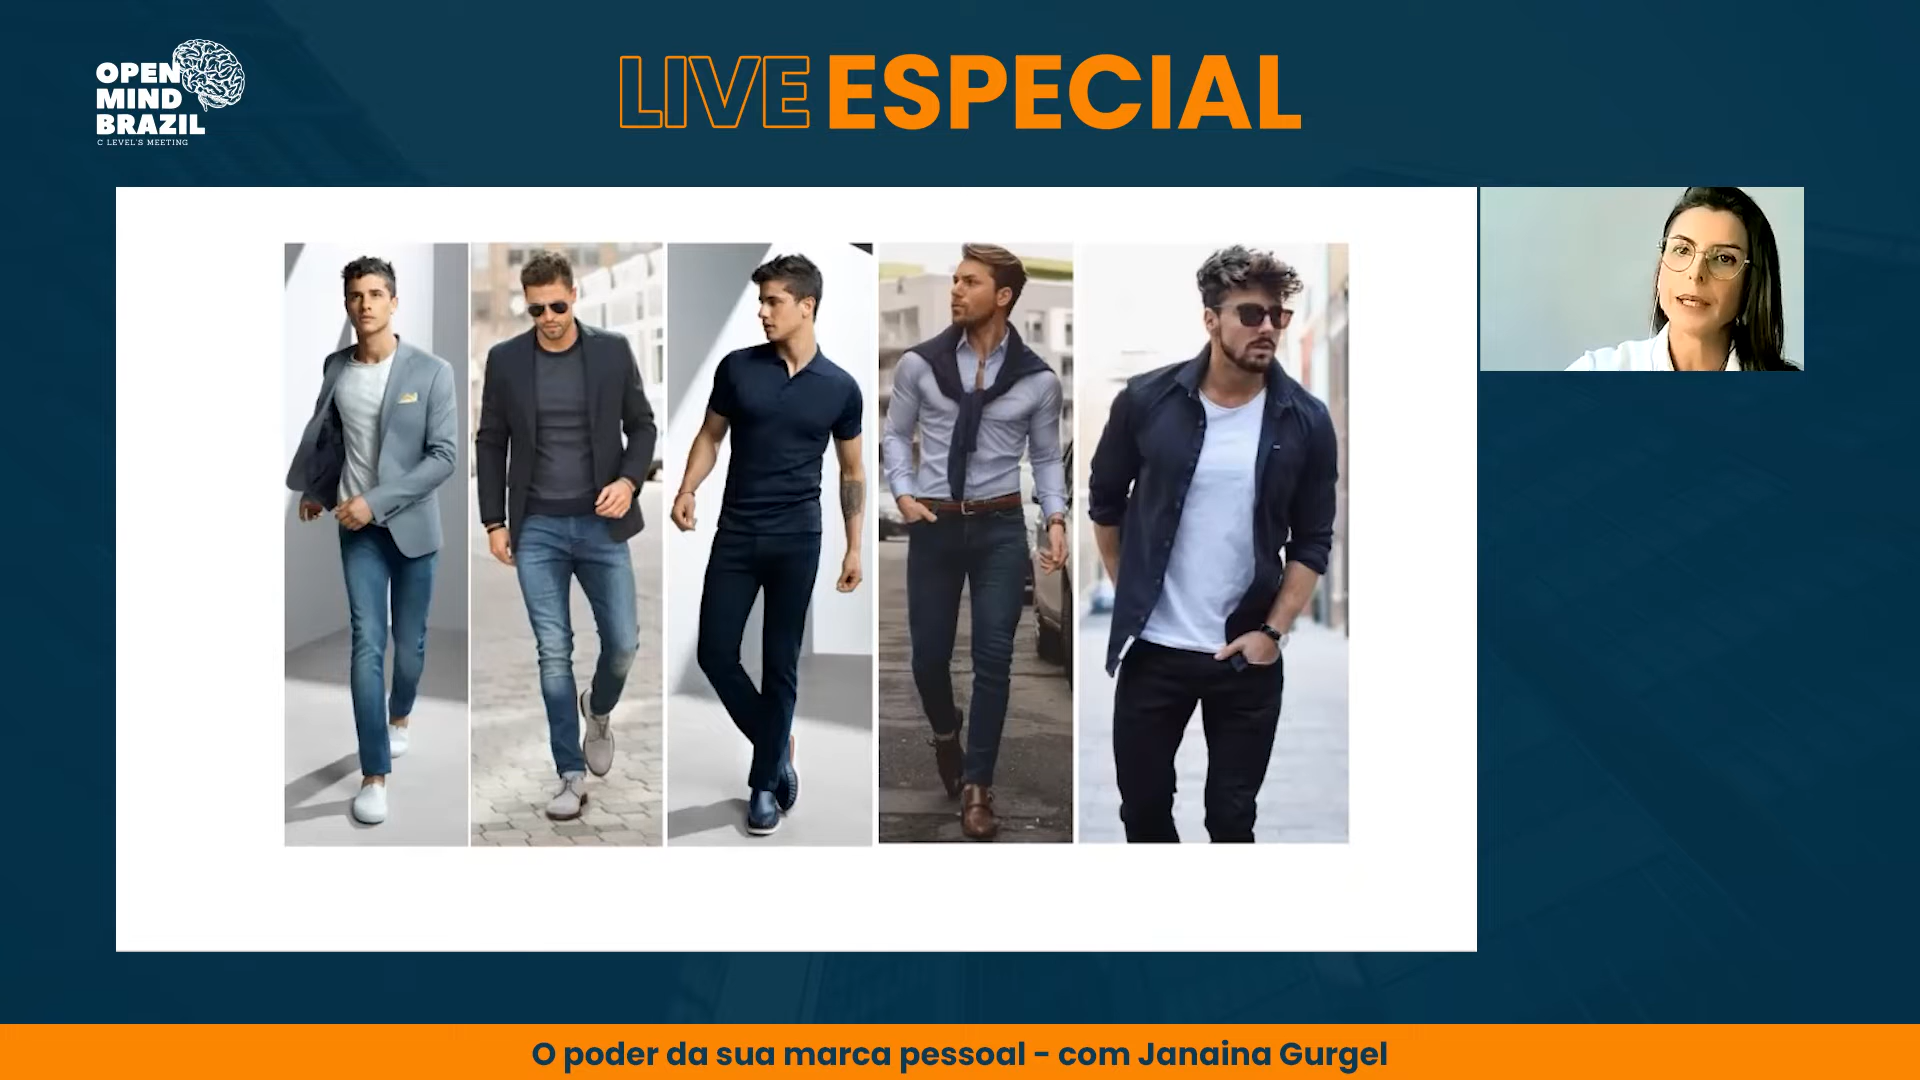 OPEN
MIND
BRAZIL
C LEVEL'S MEETING
LIVE ESPECIAL
O poder da sua marca pessoal - com Janaina Gurgel